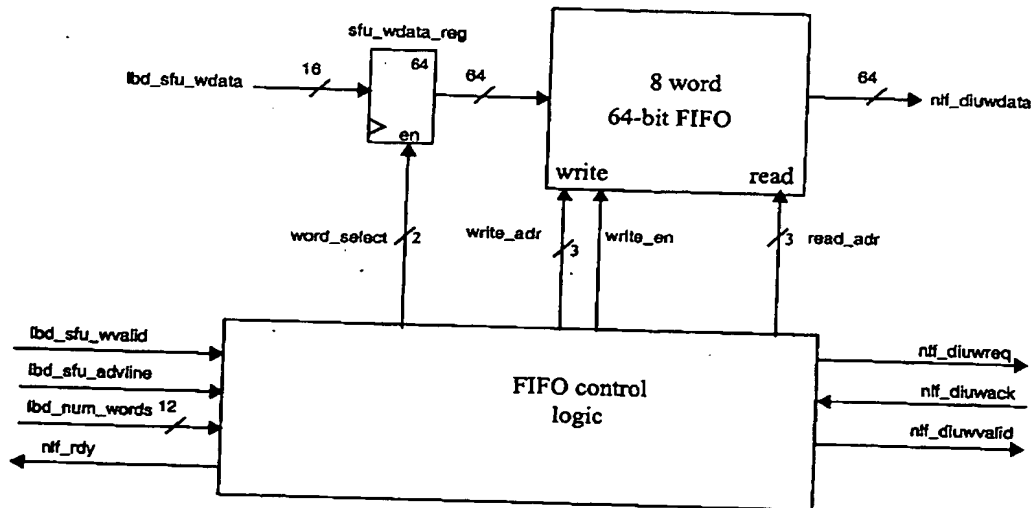 sfu_wdata_reg
lbd_sfu_wdata
16
64
64
en
8 word
64-bit FIFO
write
read
64
nlf_diuwdata
word_select
2
write_adr
3
write_en
3
read_adr
lbd_sfu_wvalid
lbd_sfu_advline
lbd_num_words
12
nlf_rdy
FIFO control
logic
nlf_diuwreq
nlf_diuwack
nlf_diuwvalid